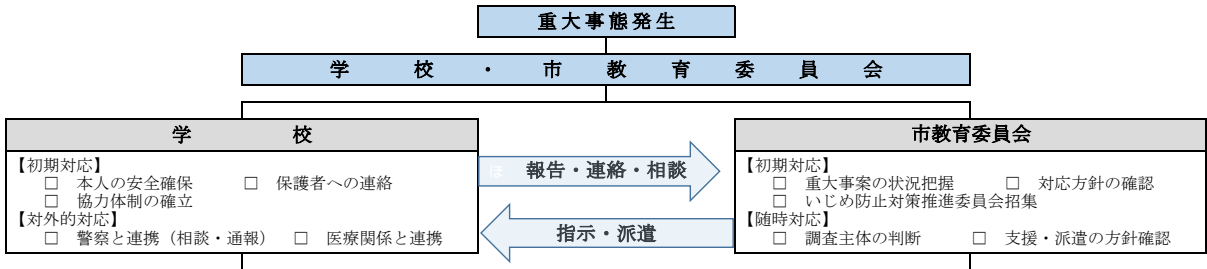 重大事態発生
学校・市教育委員会
学校
【初期対応】
□ 本人の安全確保 □ 保護者への連絡
□ 協力体制の確立
【対外的対応】
□ 警察と連携（相談・通報） □ 医療関係と連携
ほ 報告・連絡・相談
指示・派遣
市教育委員会
【初期対応】
□ 重大事案の状況把握 □ 対応方針の確認
□ いじめ防止対策推進委員会招集
【随時対応】
□ 調査主体の判断 □ 支援・派遣の方針確認